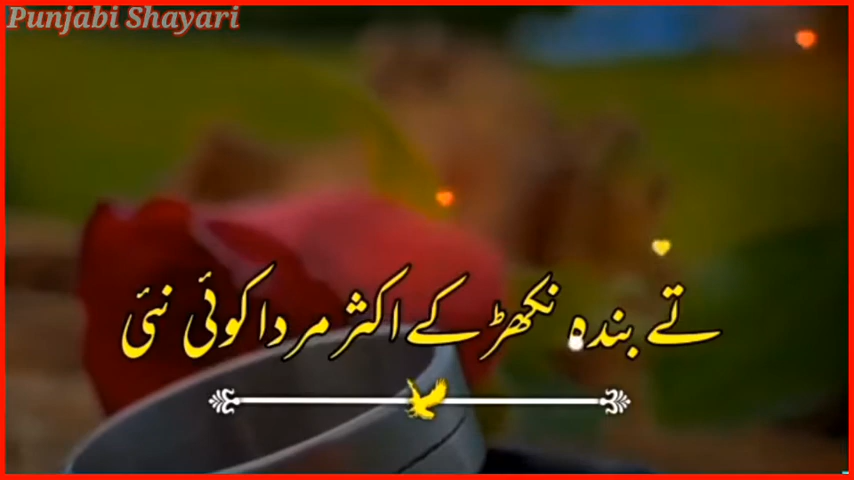 Punjabi Shayari
تے بندہ نکھڑ کے اکثر مردا کوئی نئی